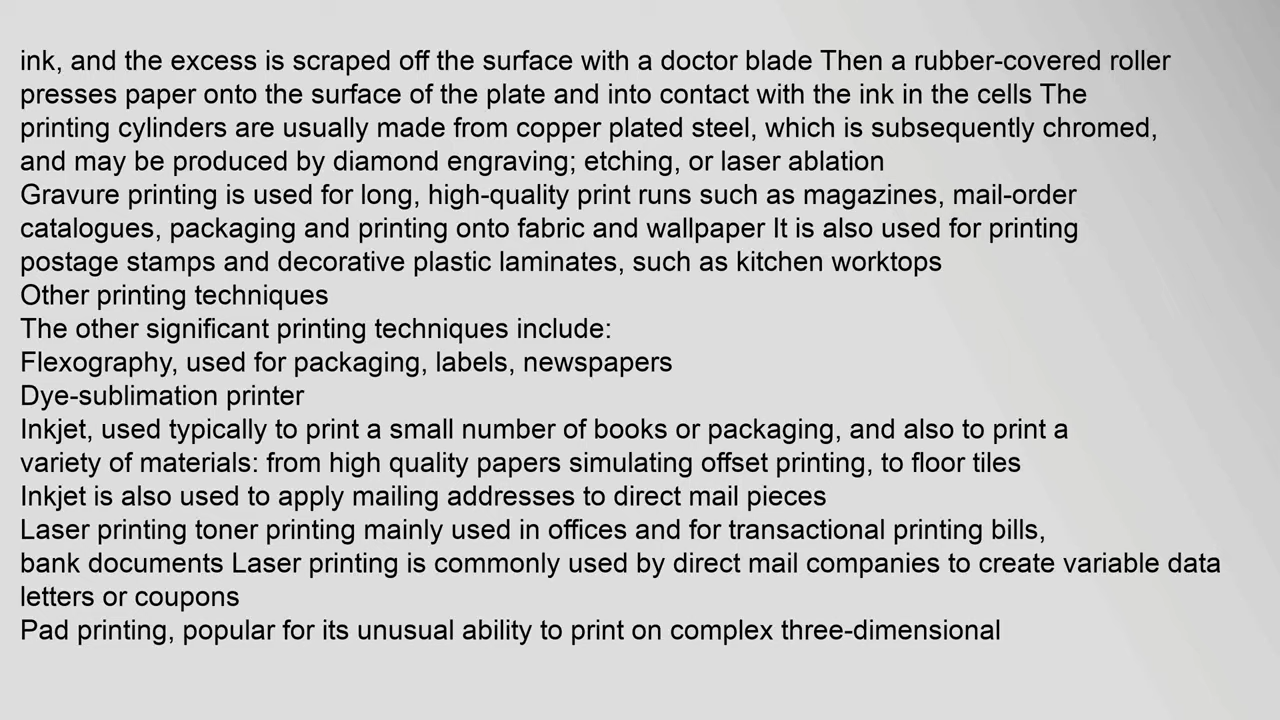 ink, and the excess is scraped off the surface with a doctor blade Then a rubber-covered roller
presses paper onto the surface of the plate and into contact with the ink in the cells The
printing cylinders are usually made from copper plated steel, which is subsequently chromed,
and may be produced by diamond engraving; etching, or laser ablation
Gravure printing is used for long, high-quality print runs such as magazines, mail-order
catalogues, packaging and printing onto fabric and wallpaper It is also used for printing
postage stamps and decorative plastic laminates, such as kitchen worktops
Other printing techniques
The other significant printing techniques include:
Flexography, used for packaging, labels, newspapers
Dye-sublimation printer
Inkjet, used typically to print a small number of books or packaging, and also to print a
variety of materials: from high quality papers simulating offset printing, to floor tiles
Inkjet is also used to apply mailing addresses to direct mail pieces
Laser printing toner printing mainly used in offices and for transactional printing bills,
bank documents Laser printing is commonly used by direct mail companies to create variable data
letters or coupons
Pad printing, popular for its unusual ability to print on complex three-dimensional